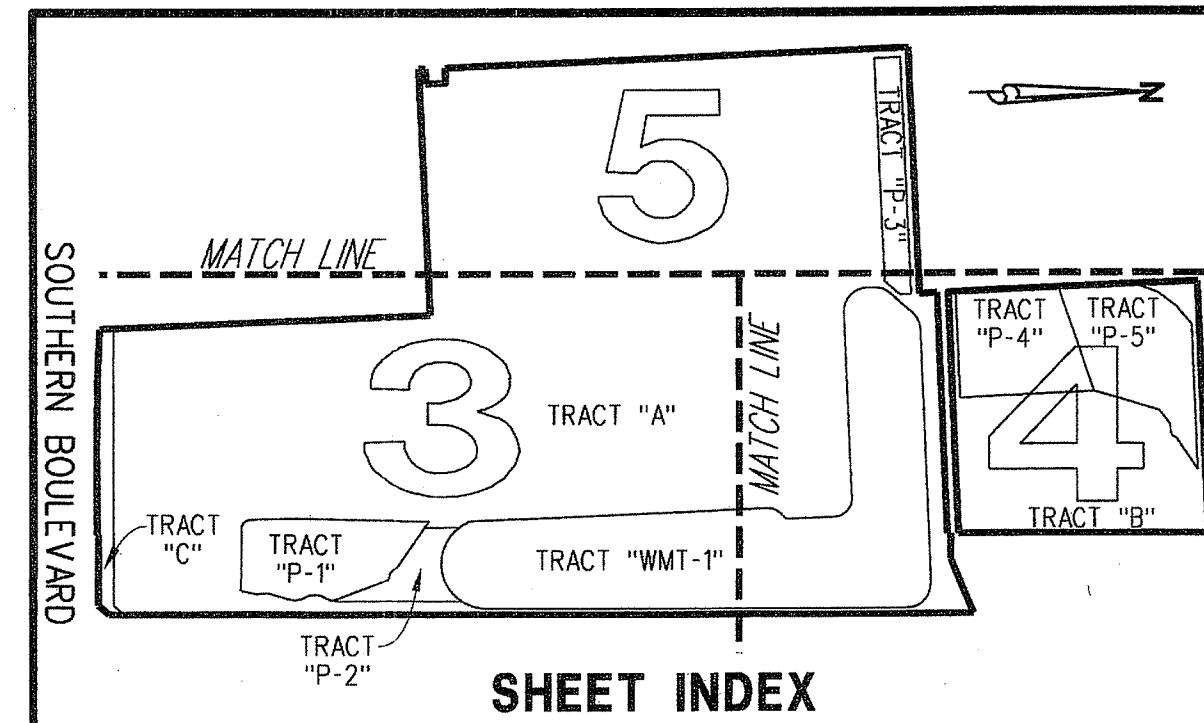 5
TRACT "P-3"
N
MATCH LINE
SOUTHERN BOULEVARD
TRACT
"P-4"
TRACT
"P-5"
4
TRACT "B"
3
TRACT "A"
MATCH LINE
TRACT
"C"
TRACT
"P-1"
TRACT "WMT-1"
TRACT
"P-2"
SHEET INDEX